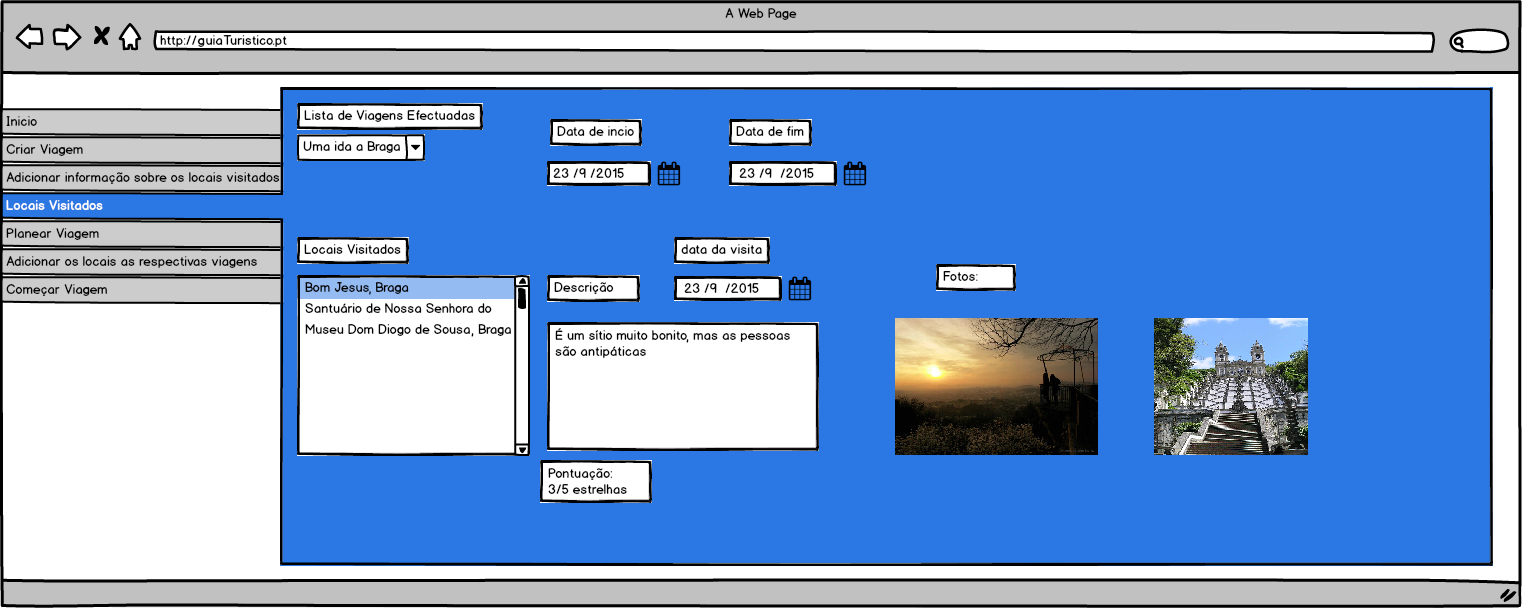 A Web Page
http://guiaTuristico.pt
Inicio
Criar Viagem
Adicionar informação sobre os locais visitados
Locais Visitados
Planear Viagem
Adicionar os locais as respectivas viagens
Começar Viagem
Lista de Viagens Efectuadas
Uma ida a Braga
Data de incio
23 /9 /2015
Data de fim
23 /9 /2015
Locais Visitados
Bom Jesus, Braga
Santuário de Nossa Senhora do
Museu Dom Diogo de Sousa, Braga
Descrição
data da visita
23 /9 /2015
É um sítio muito bonito, mas as pessoas
são antipáticas
Pontuação:
3/5 estrelhas
Fotos: